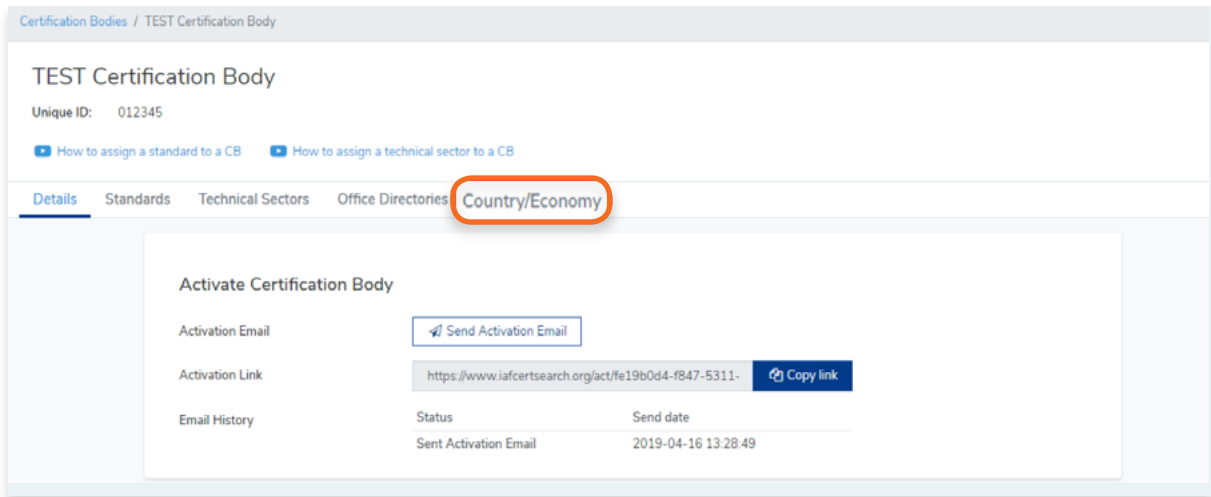 Certification Bodies / TEST Certification Body
TEST Certification Body
Unique ID: 012345
How to assign a standard to a CB How to assign a technical sector to a CB
Details Standards Technical Sectors Office Directories Country/Economy
Activate Certification Body
Activation Email Send Activation Email
Activation Link https://www.iafcertsearch.org/act/fe19b0d4-f847-5311- Copy link
Email History Status Send date
Sent Activation Email 2019-04-16 13:28:49